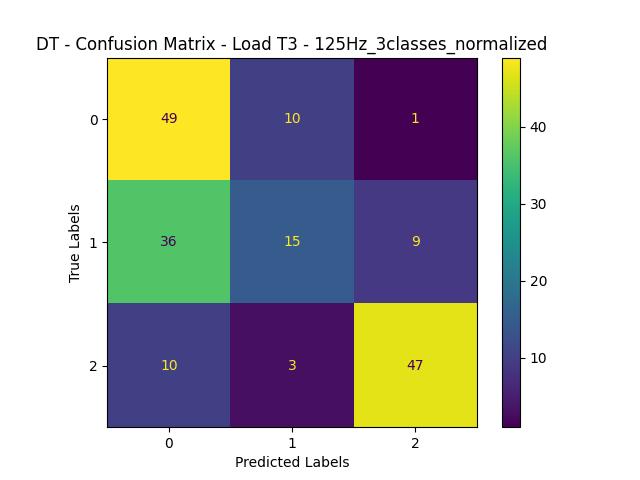 DT - Confusion Matrix - Load T3 - 125Hz_3classes_normalized
0 49 10 1
1 36 15 9
2 10 3 47
0 1 2
Predicted Labels
True Labels
40
30
20
10